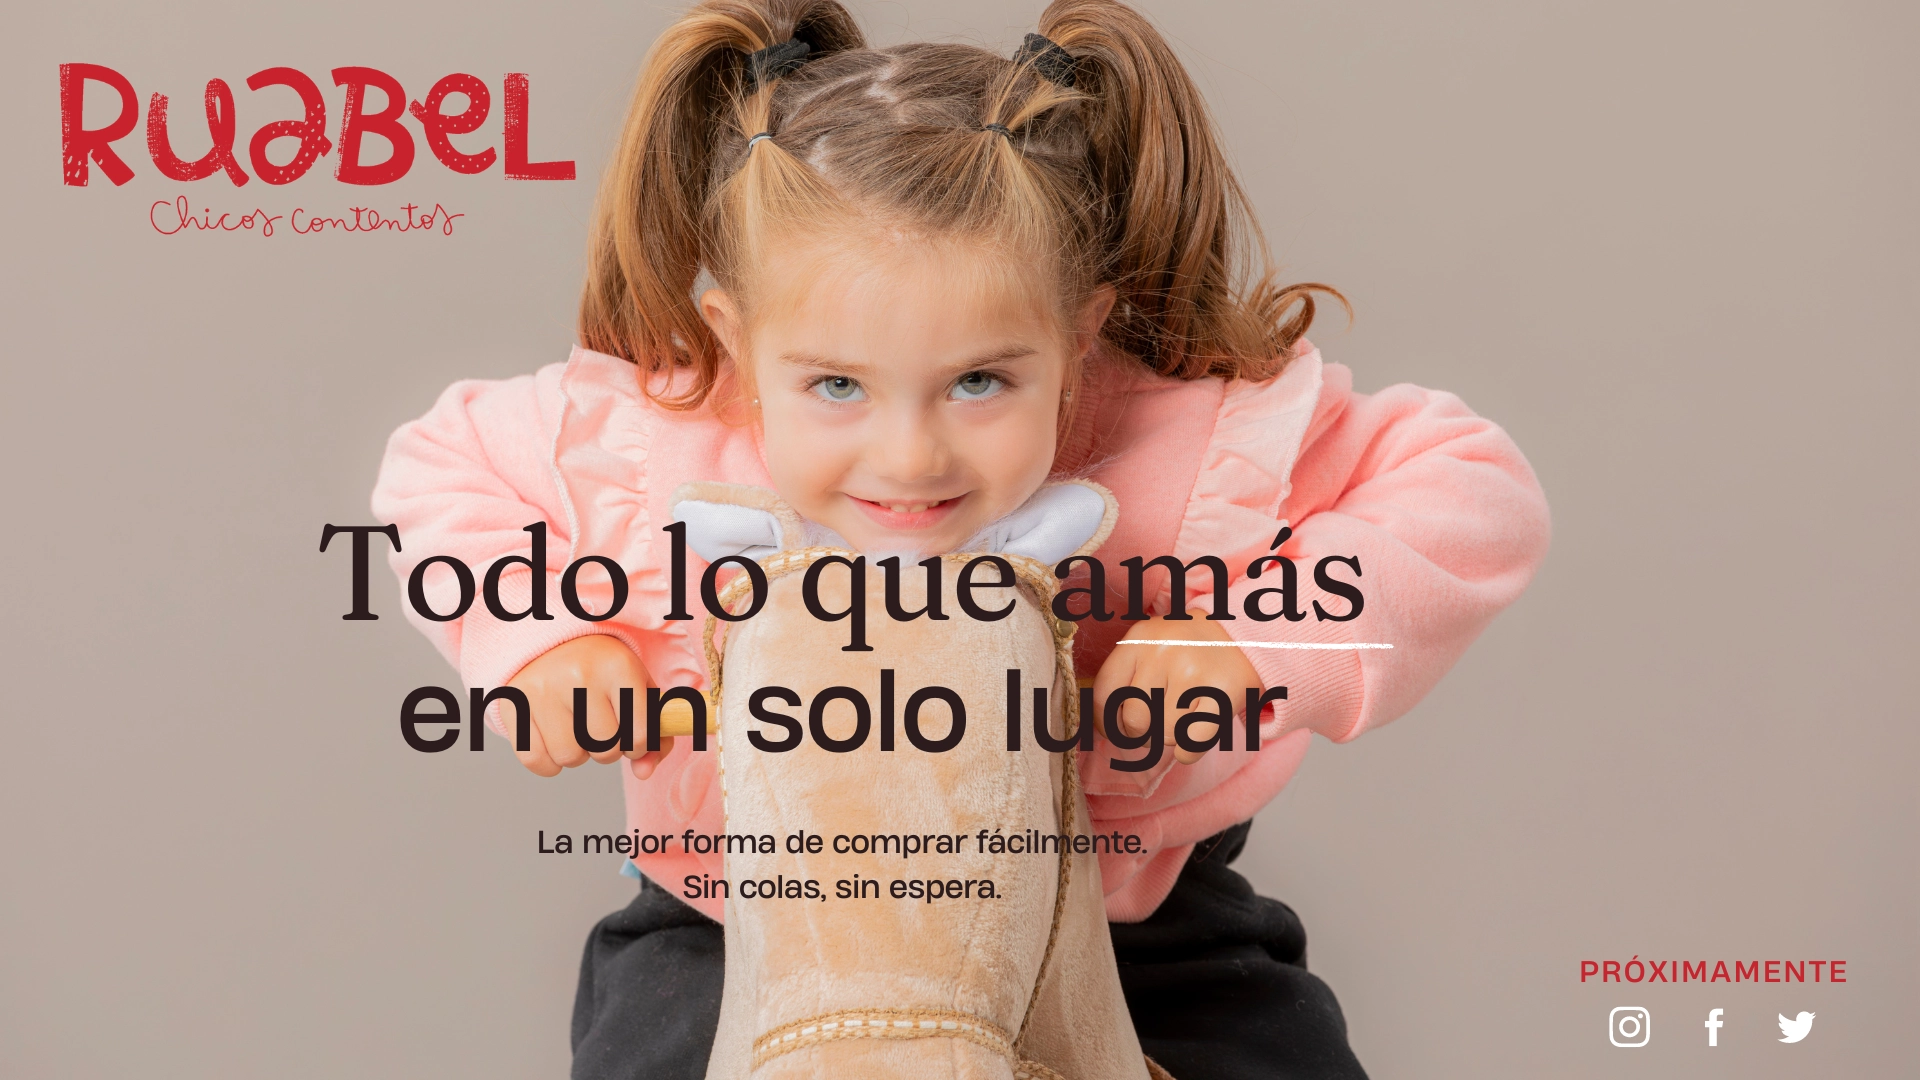 RUaBeL
Chicos contentos
Todo lo que amás
en un solo lugar
La mejor forma de comprar fácilmente.
Sin colas, sin espera.
PRÓXIMAMENTE